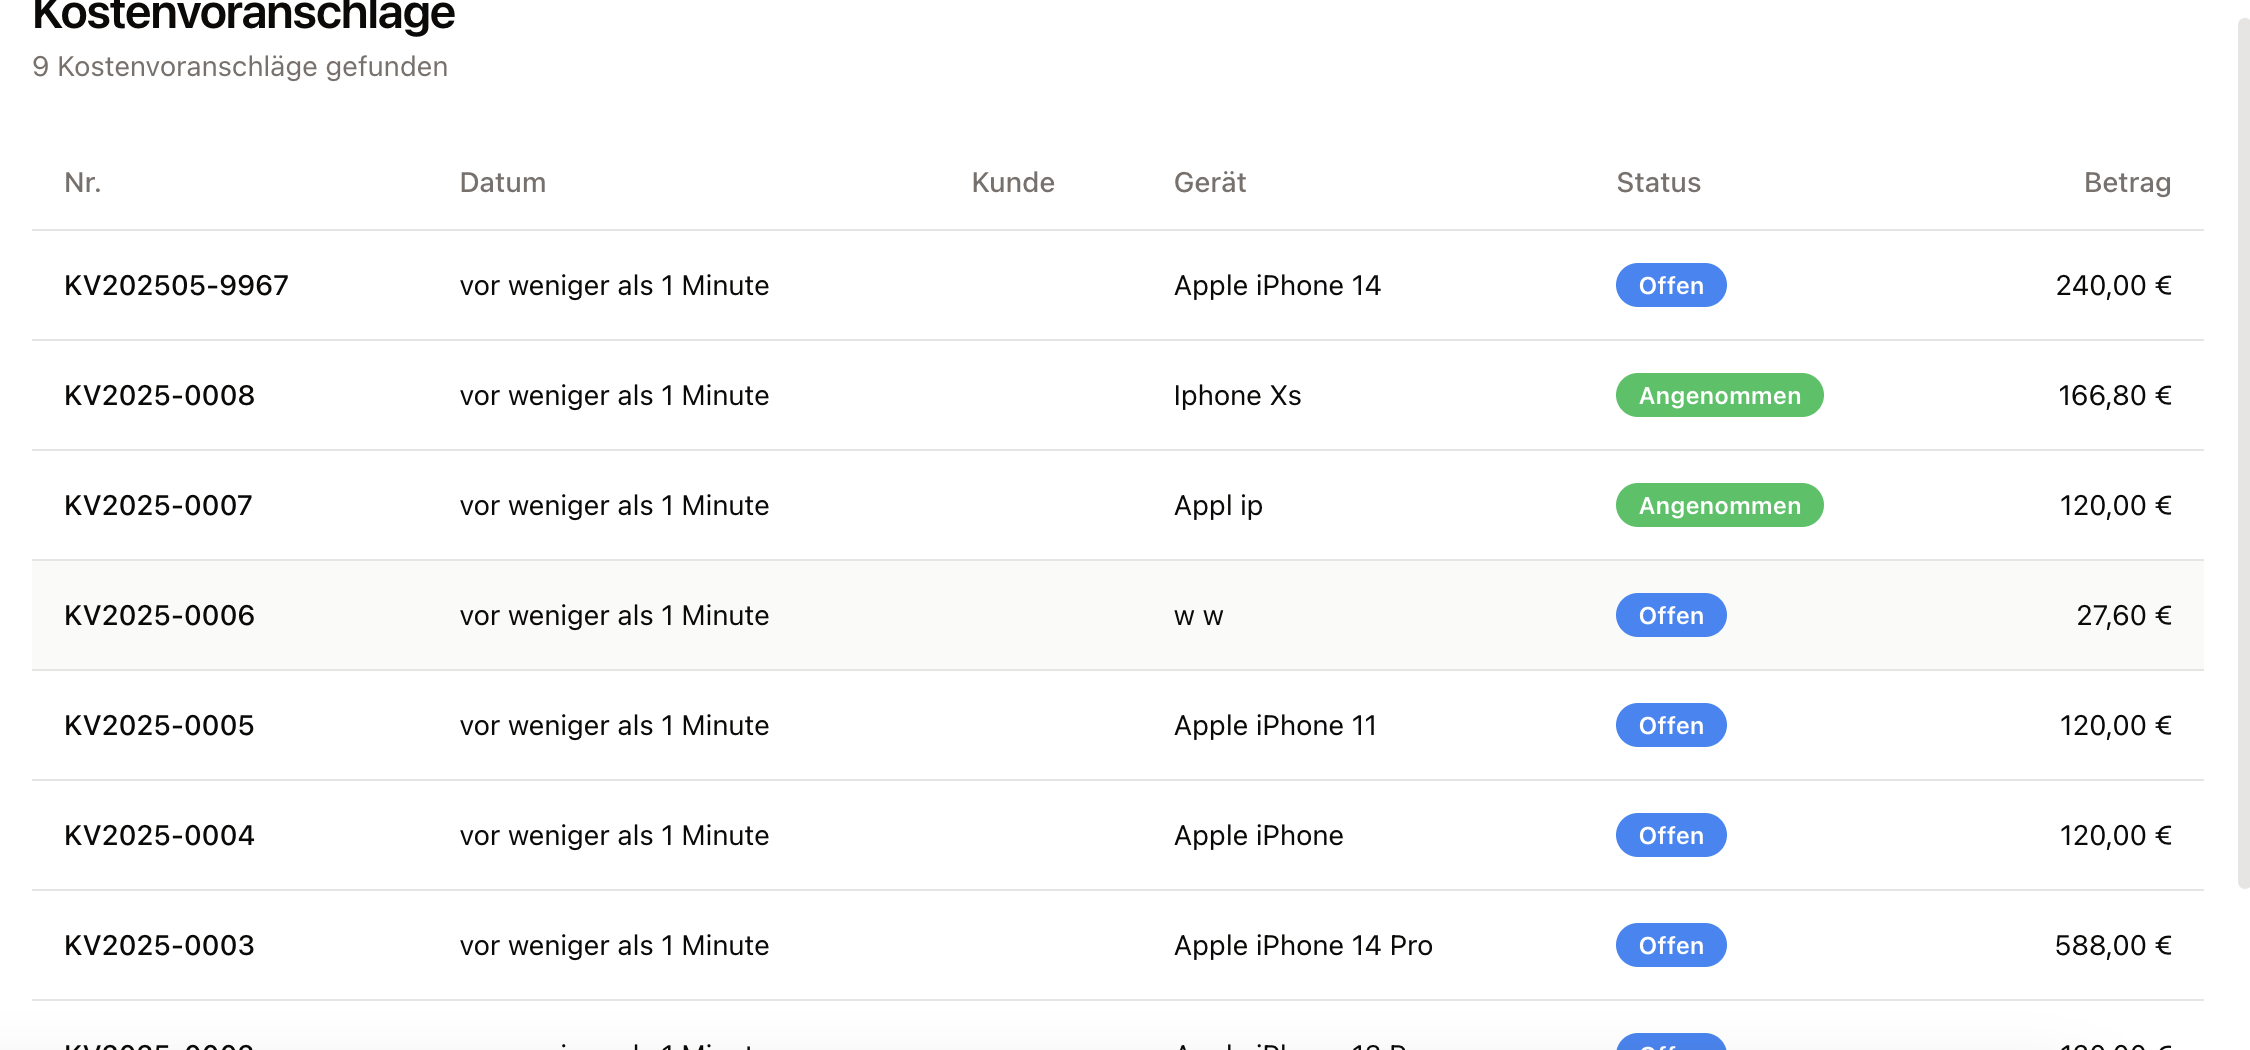 Kostenvoranschläge
9 Kostenvoranschläge gefunden
Nr. Datum Kunde Gerät Status Betrag
KV202505-9967 vor weniger als 1 Minute Apple iPhone 14 Offen 240,00 €
KV2025-0008 vor weniger als 1 Minute Iphone Xs Angenommen 166,80 €
KV2025-0007 vor weniger als 1 Minute Appl ip Angenommen 120,00 €
KV2025-0006 vor weniger als 1 Minute w w Offen 27,60 €
KV2025-0005 vor weniger als 1 Minute Apple iPhone 11 Offen 120,00 €
KV2025-0004 vor weniger als 1 Minute Apple iPhone Offen 120,00 €
KV2025-0003 vor weniger als 1 Minute Apple iPhone 14 Pro Offen 588,00 €